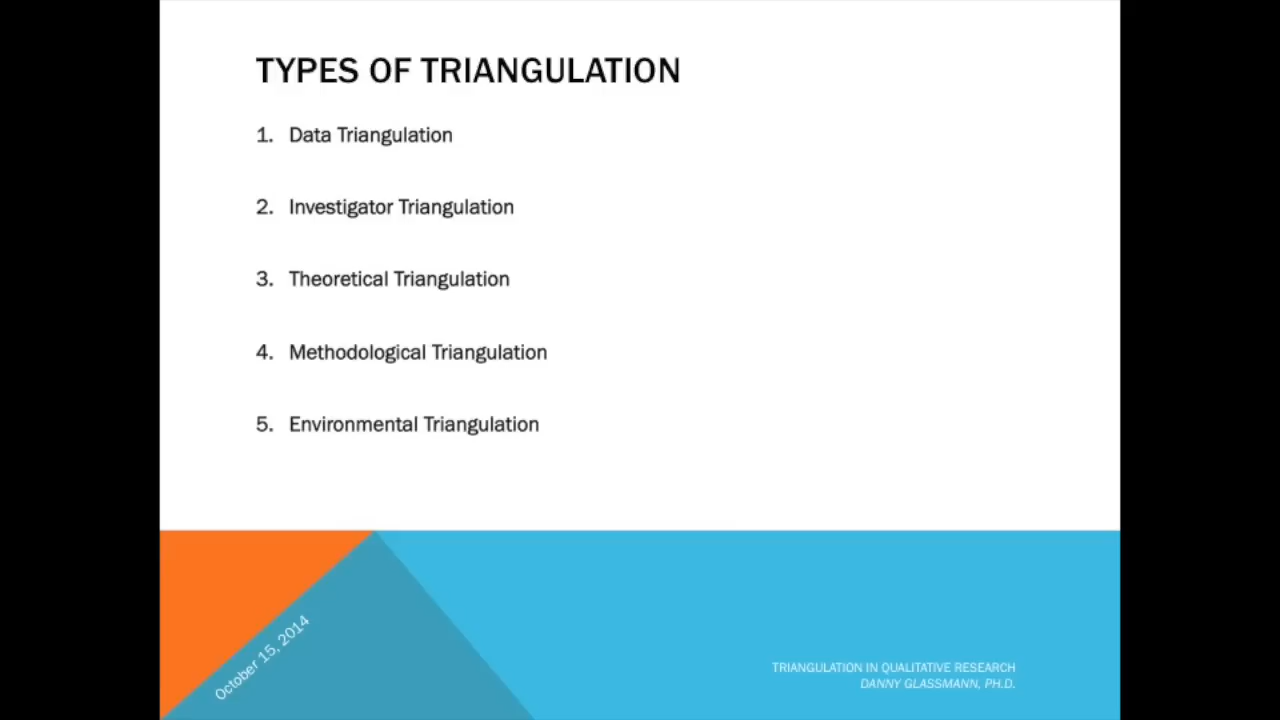 TYPES OF TRIANGULATION
1. Data Triangulation
2. Investigator Triangulation
3. Theoretical Triangulation
4. Methodological Triangulation
5. Environmental Triangulation
October 15, 2014
TRIANGULATION IN QUALITATIVE RESEARCH
DANNY GLASSMANN, PH.D.